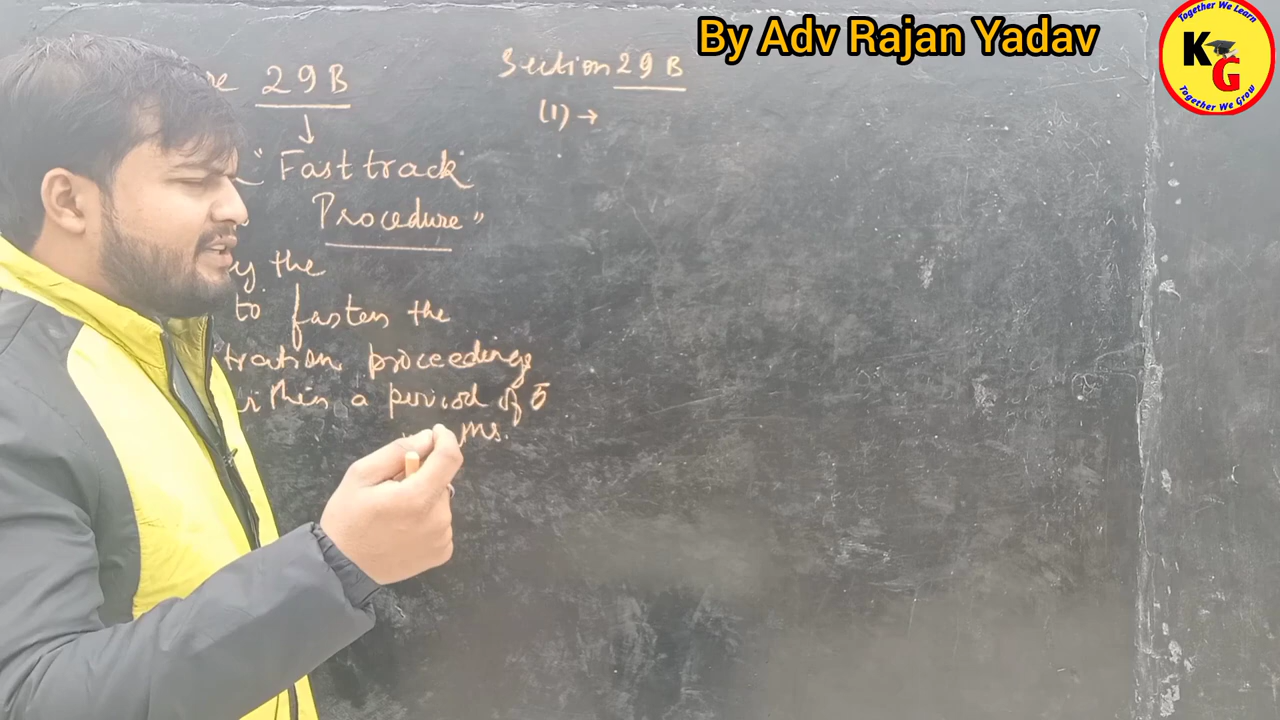 By Adv Rajan Yadav
Together We Learn
KG
Together We Grow
29B
"Fast track
Procedure"
the
to fasten the
proceedings
a period of
Section 29 B
(1) →